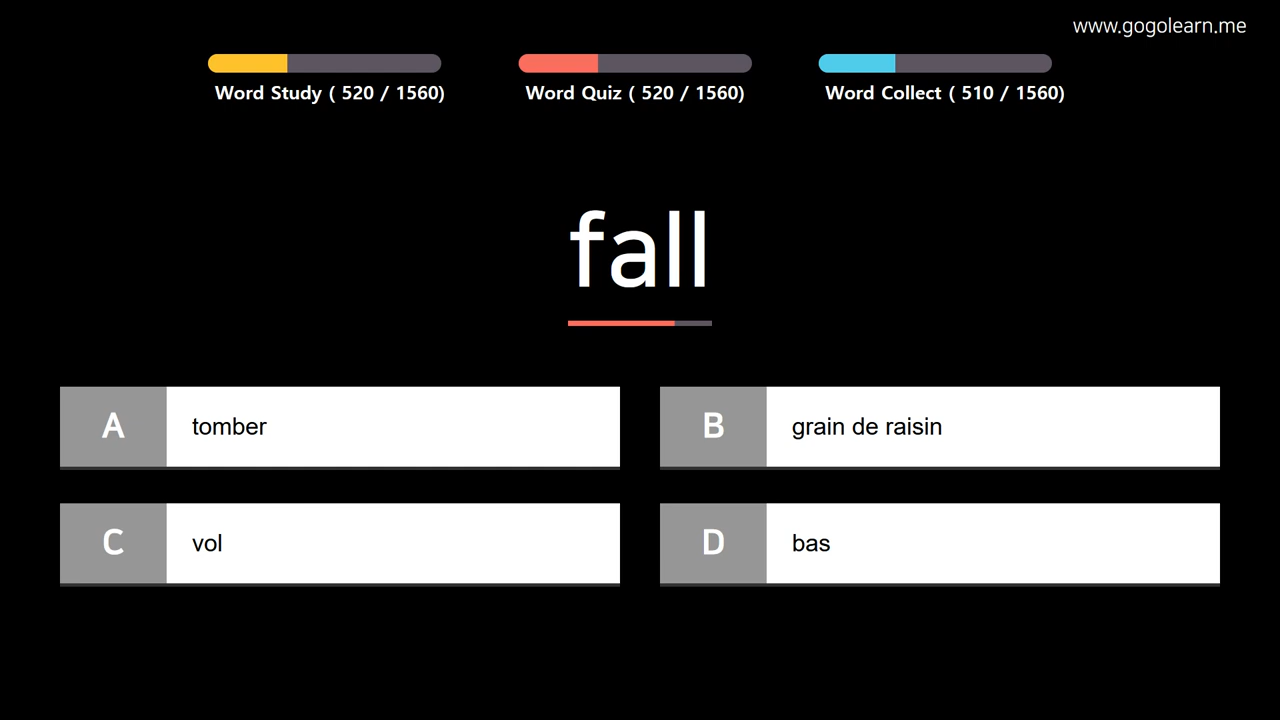 www.gogolearn.me
Word Study ( 520 / 1560)
Word Quiz ( 520 / 1560)
Word Collect ( 510 / 1560)
fall
A tomber
B grain de raisin
C vol
D bas